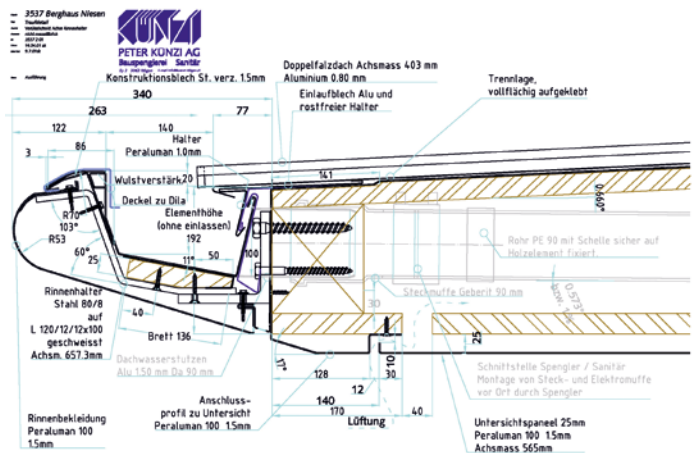 3537 Berghaus Niesen
KÜNZI
PETER KÜNZI AG
Bauspenglerei Sanitär
Konstruktionsblech St. verz. 1.5mm
340
263
122
140
77
86
3
Doppelfalzdach Achsmass 403 mm
Aluminium 0.80 mm
Einlaufblech Alu und
rostfreier Halter
Trennlage,
vollflächig aufgeklebt
Halter
Peraluman 1.0mm
20
141
Wulstverstärk.
Deckel zu Dila
Elementhöhe
(ohne einlassen)
192
R70
103°
R53
60°
25
11°
50
100
40
Brett 136
Rinnenhalter
Stahl 80/8
auf
L 120/12/12x100
geschweisst
Achsm. 657.3mm
Dachwasserstutzen
Alu 1.50 mm Da 90 mm
Rohr PE 90 mit Schelle sicher auf
Holzelement fixiert.
Steckmuffe Geberit 90 mm
30
0.573°
bzw. 1%
25
17°
128
10
30
12
140
170
40
Lüftung
Schnittstelle Spengler / Sanitär
Montage von Steck- und Elektromuffe
vor Ort durch Spengler
Anschluss-
profil zu Untersicht
Peraluman 100 1.5mm
Rinnenbekleidung
Peraluman 100
1.5mm
Untersichtspaneel 25mm
Peraluman 100 1.5mm
Achsmass 565mm